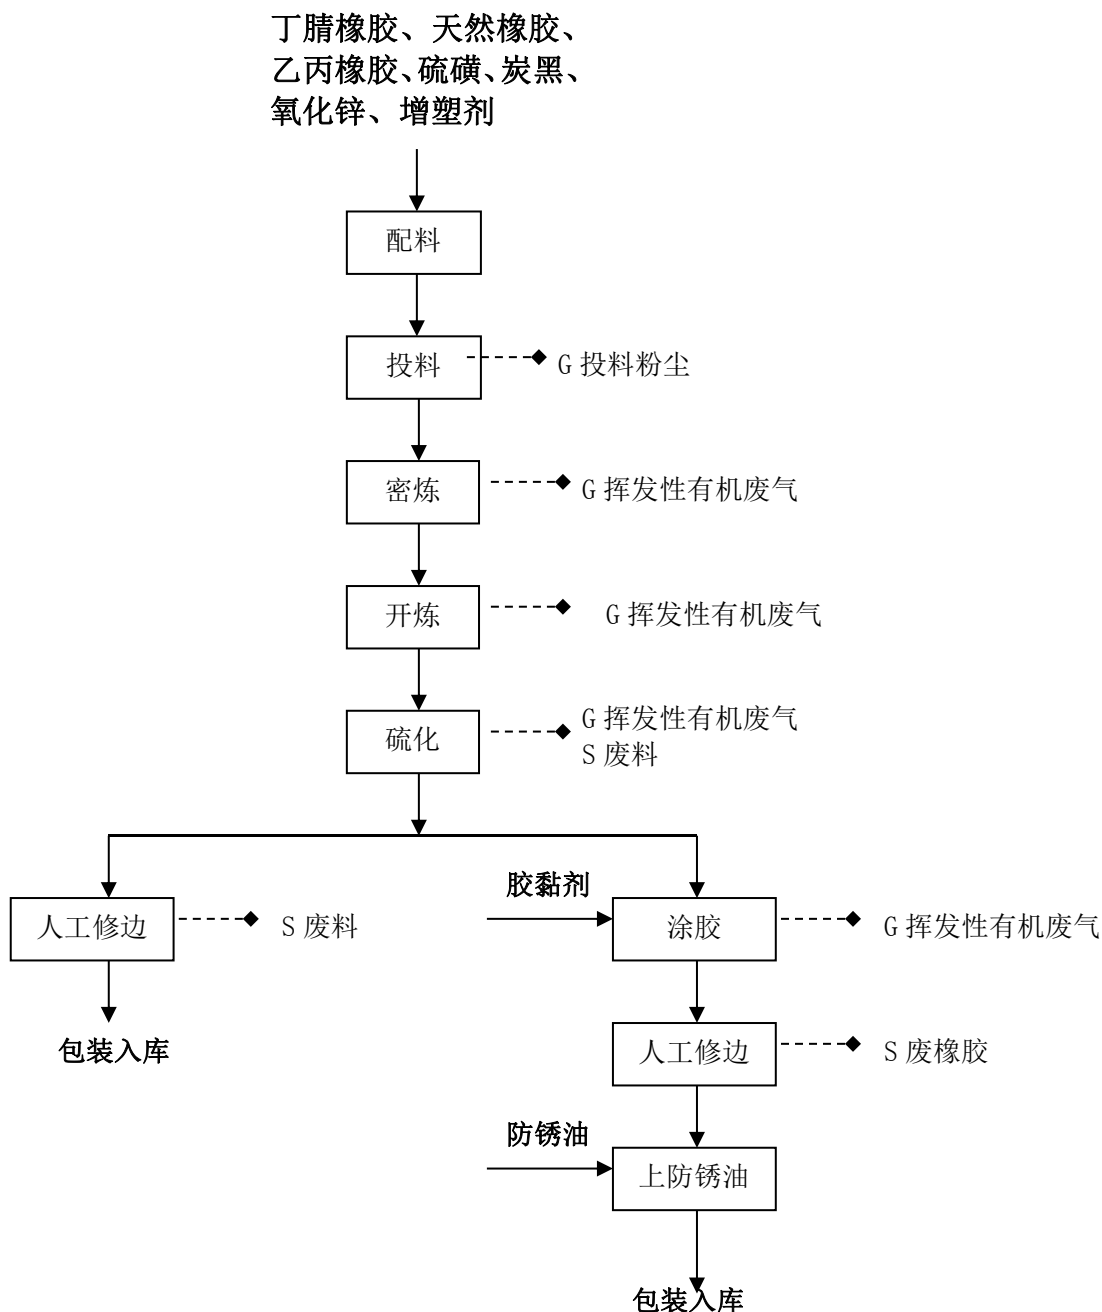 丁腈橡胶、天然橡胶、
乙丙橡胶、硫磺、炭黑、
氧化锌、增塑剂
配料
投料
G 投料粉尘
密炼
G 挥发性有机废气
开炼
G 挥发性有机废气
硫化
G 挥发性有机废气
S 废料
人工修边
S 废料
胶黏剂
涂胶
G 挥发性有机废气
包装入库
人工修边
S 废橡胶
防锈油
上防锈油
包装入库